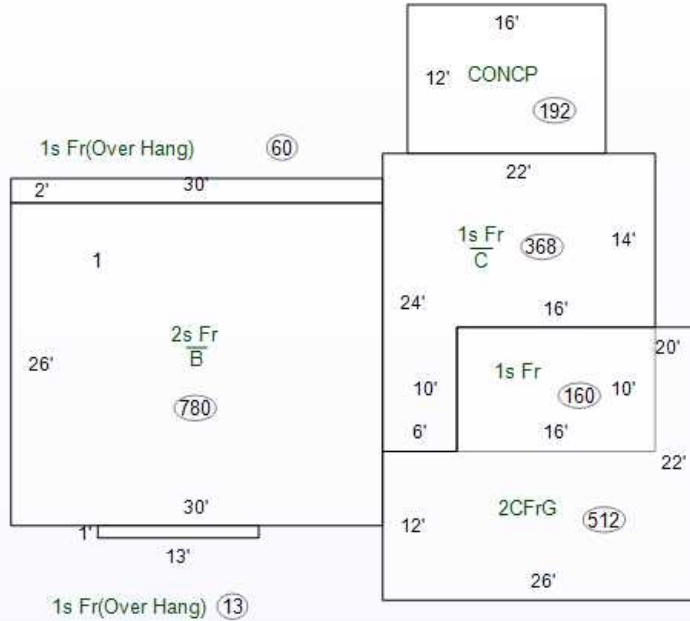 16'
12' CONCP
192
1s Fr(Over Hang) 60
2' 30'
22'
1s Fr 368 14'
C
1
24' 16'
2s Fr
B
26'
20'
1s Fr
10' 160 10'
780
6' 16'
22'
30' 2CFrG 512
12'
1'
13'
26'
1s Fr(Over Hang) 13